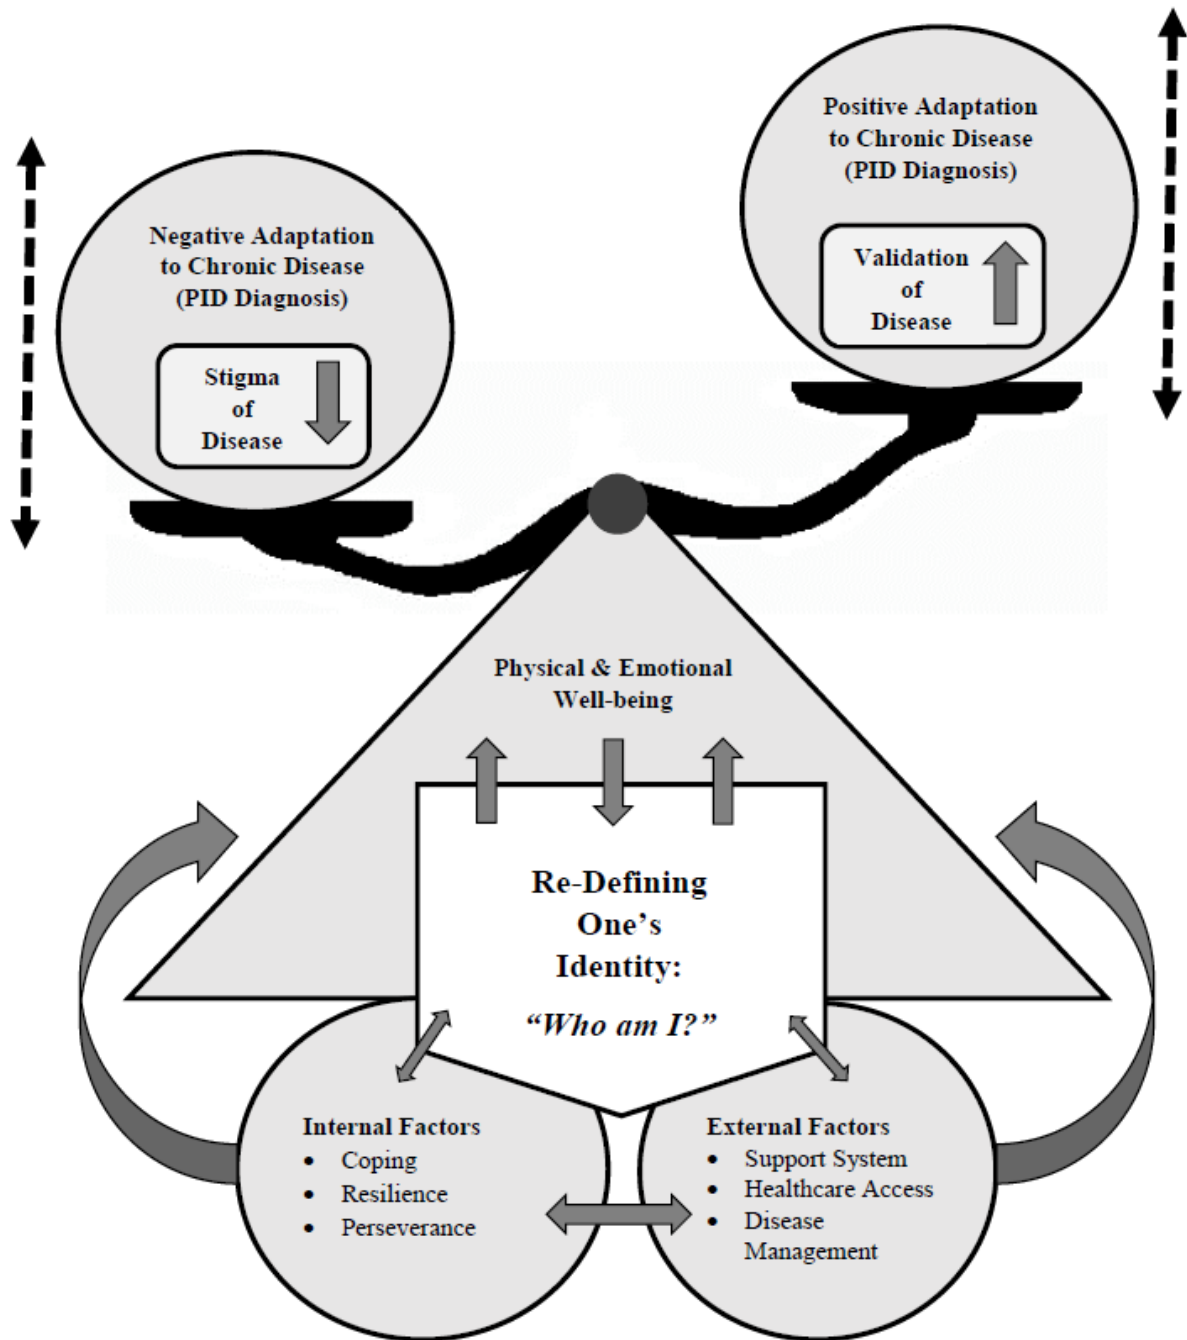 Positive Adaptation
to Chronic Disease
(PID Diagnosis)
Validation
of
Disease
Negative Adaptation
to Chronic Disease
(PID Diagnosis)
Stigma
of
Disease
Physical & Emotional
Well-being
Re-Defining
One’s
Identity:
“Who am I?”
Internal Factors
• Coping
• Resilience
• Perseverance
External Factors
• Support System
• Healthcare Access
• Disease
Management